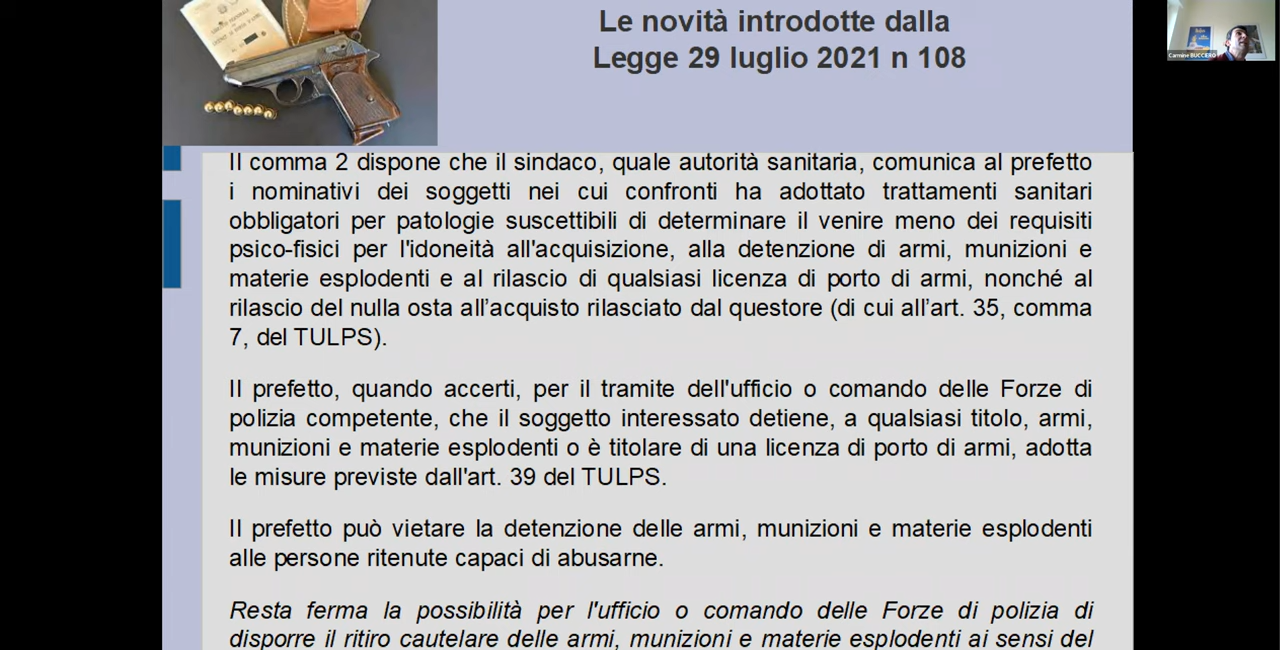 Le novità introdotte dalla
Legge 29 luglio 2021 n 108
Carmine BUCCERO
Il comma 2 dispone che il sindaco, quale autorità sanitaria, comunica al prefetto
i nominativi dei soggetti nei cui confronti ha adottato trattamenti sanitari
obbligatori per patologie suscettibili di determinare il venire meno dei requisiti
psico-fisici per l'idoneità all'acquisizione, alla detenzione di armi, munizioni e
materie esplodenti e al rilascio di qualsiasi licenza di porto di armi, nonché al
rilascio del nulla osta all’acquisto rilasciato dal questore (di cui all’art. 35, comma
7, del TULPS).
Il prefetto, quando accerti, per il tramite dell'ufficio o comando delle Forze di
polizia competente, che il soggetto interessato detiene, a qualsiasi titolo, armi,
munizioni e materie esplodenti o è titolare di una licenza di porto di armi, adotta
le misure previste dall'art. 39 del TULPS.
Il prefetto può vietare la detenzione delle armi, munizioni e materie esplodenti
alle persone ritenute capaci di abusarne.
Resta ferma la possibilità per l'ufficio o comando delle Forze di polizia di
disporre il ritiro cautelare delle armi, munizioni e materie esplodenti ai sensi del